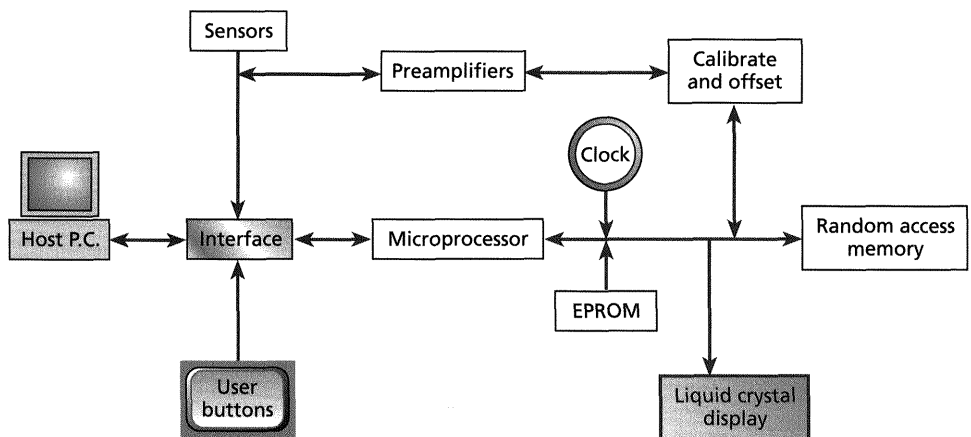 Sensors
Preamplifiers
Calibrate
and offset
Clock
Host P.C.
Interface
Microprocessor
Random access
memory
EPROM
User
buttons
Liquid crystal
display